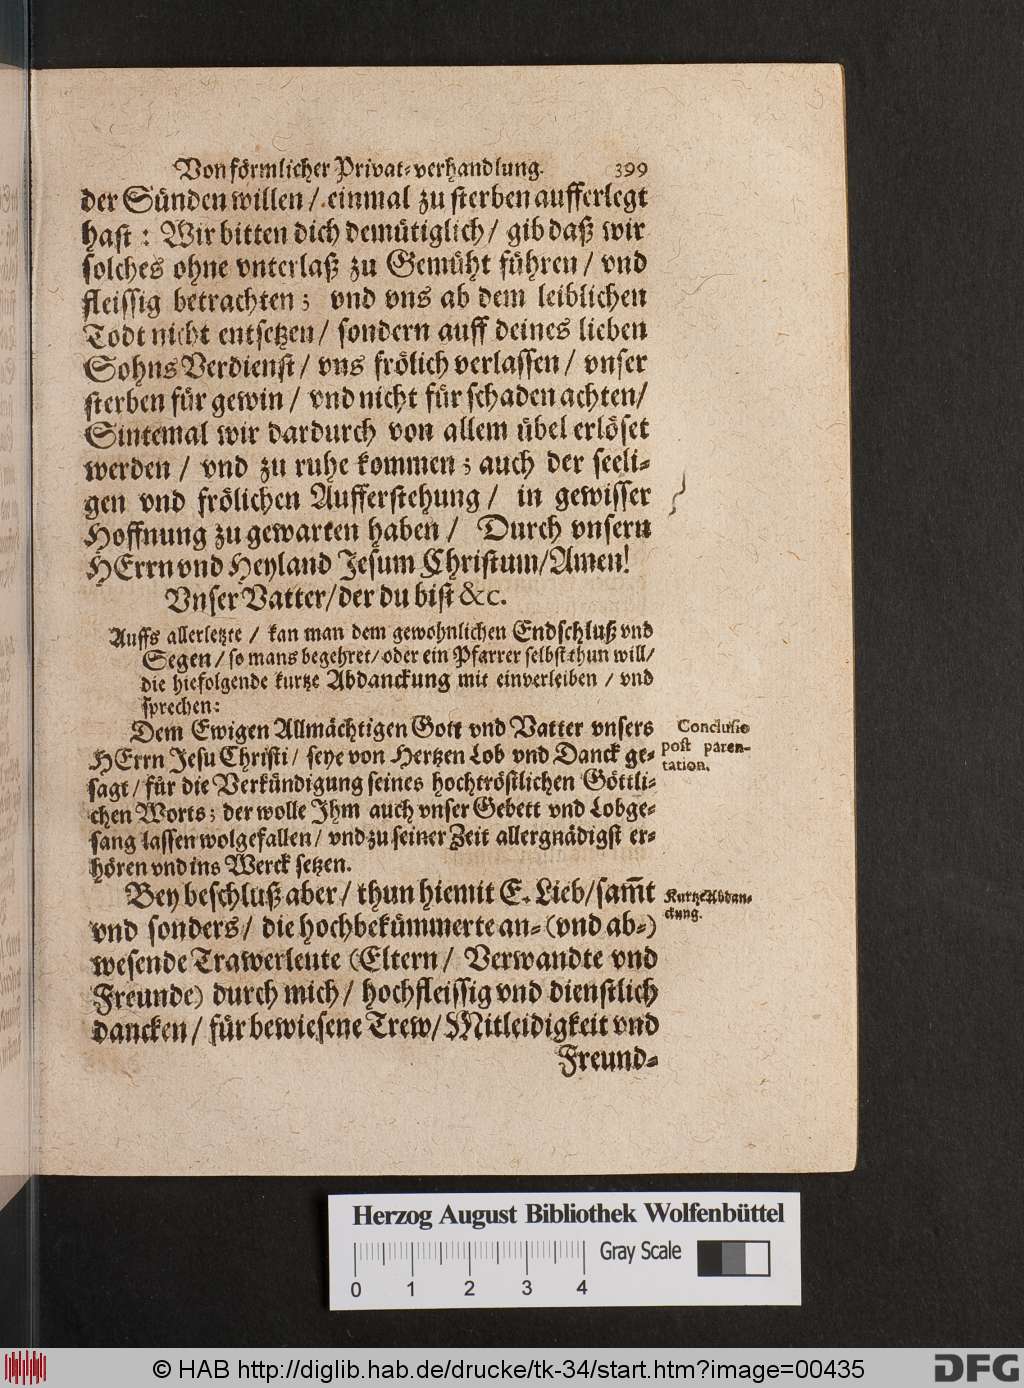 Von förmlicher Privat-verhandlung. 399
der Sünden willen / einmal zu sterben aufferlegt
hast : Wir bitten dich demütiglich / gib daß wir
solches ohne vnterlaß zu Gemüht führen / vnd
fleissig betrachten; vnd vns ab dem leiblichen
Todt nicht entsetzen / sondern auff deines lieben
Sohns Verdienst / vns frölich verlassen / vnser
sterben für gewin / vnd nicht für schaden achten /
Sintemal wir dardurch von allem übel erlöset
werden / vnd zu ruhe kommen; auch der seeli-
gen vnd frölichen Aufferstehung / in gewisser
Hoffnung zu gewarten haben / Durch vnsern
HErrn vnd Heyland Jesum Christum / Amen!
Vnser Vatter / der du bist &c.
Auffs allerletzte / kan man dem gewohnlichen Endschluß vnd
Segen / so mans begehret / oder ein Pfarrer selbst thun will /
die hiefolgende kurtze Abdanckung mit einverleiben / vnd
sprechen:
Dem Ewigen Allmächtigen Gott vnd Vatter vnsers
HErrn Jesu Christi / seye von Hertzen Lob vnd Danck ge-
sagt / für die Verkündigung seines hochtröstlichen Göttli-
chen Worts; der wolle Ihm auch vnser Gebett vnd Lobge-
sang lassen wolgefallen / vnd zu seiner Zeit allergnädigst er-
hören vnd ins Werck setzen.
Conclusio
post paren-
tation.
Bey beschluß aber / thun hiemit E. Lieb / sam̅t
vnd sonders / die hochbekümmerte an- (vnd ab-)
wesende Trawerleute (Eltern / Verwandte vnd
Freunde) durch mich / hochfleissig vnd dienstlich
dancken / für bewiesene Trew / Mitleidigkeit vnd
Freund-
Kurtze Abdan-
ckung.
Herzog August Bibliothek Wolfenbüttel
Gray Scale
0 1 2 3 4
© HAB http://diglib.hab.de/drucke/tk-34/start.htm?image=00435
DFG